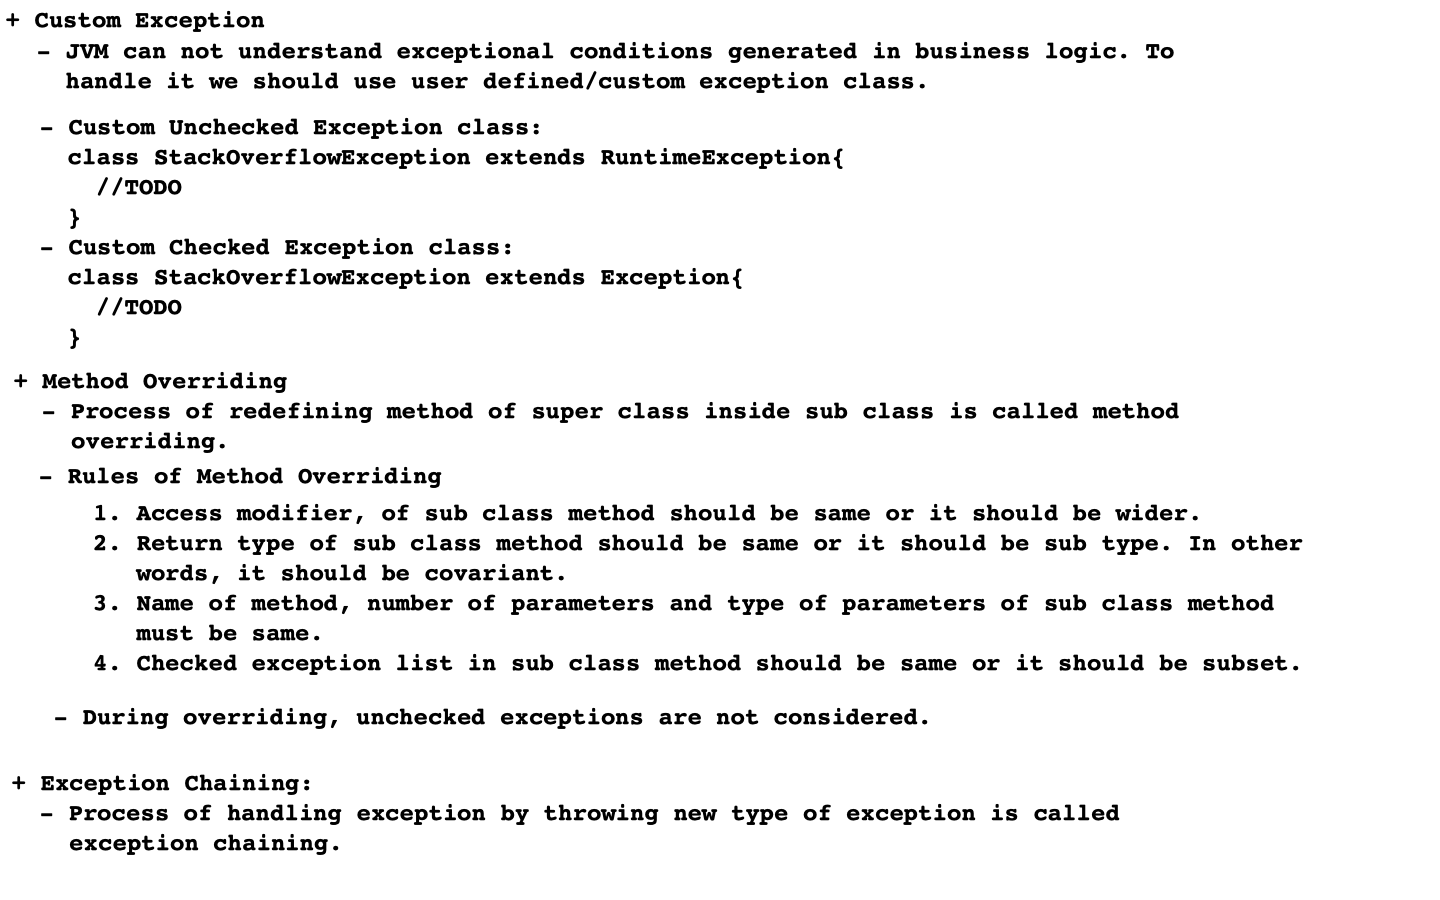 + Custom Exception
- JVM can not understand exceptional conditions generated in business logic. To
handle it we should use user defined/custom exception class.
- Custom Unchecked Exception class:
class StackOverflowException extends RuntimeException{
//TODO
}
- Custom Checked Exception class:
class StackOverflowException extends Exception{
//TODO
}
+ Method Overriding
- Process of redefining method of super class inside sub class is called method
overriding.
- Rules of Method Overriding
1. Access modifier, of sub class method should be same or it should be wider.
2. Return type of sub class method should be same or it should be sub type. In other
words, it should be covariant.
3. Name of method, number of parameters and type of parameters of sub class method
must be same.
4. Checked exception list in sub class method should be same or it should be subset.
- During overriding, unchecked exceptions are not considered.
+ Exception Chaining:
- Process of handling exception by throwing new type of exception is called
exception chaining.